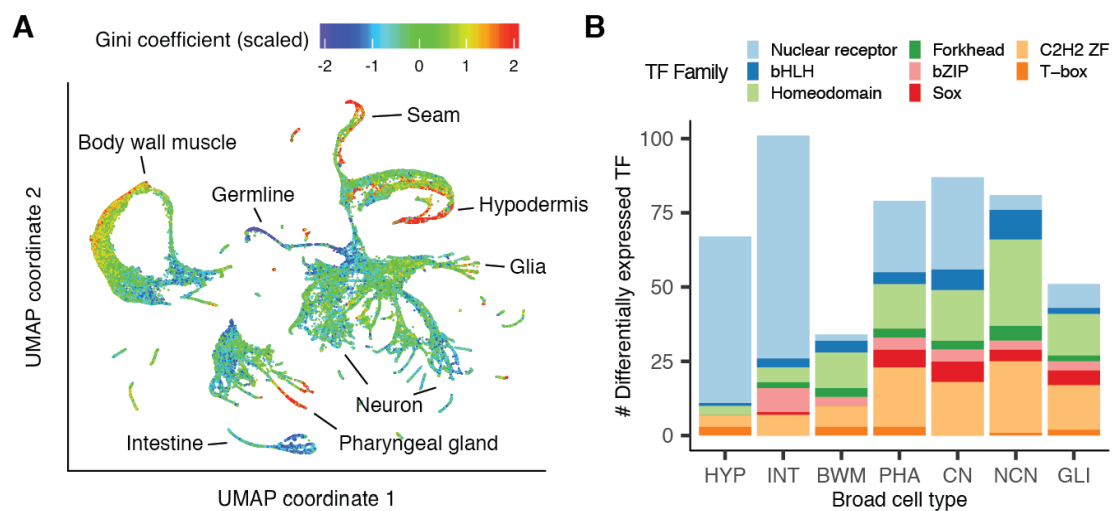 A
Gini coefficient (scaled)
-2 -1 0 1 2
Seam
Body wall muscle
Germline
Hypodermis
Glia
Neuron
Intestine
Pharyngeal gland
UMAP coordinate 2
UMAP coordinate 1
B
TF Family
Nuclear receptor
bHLH
Homeodomain
Forkhead
bZIP
Sox
C2H2 ZF
T-box
# Differentially expressed TF
100
75
50
25
0
HYP INT BWM PHA CN NCN GLI
Broad cell type